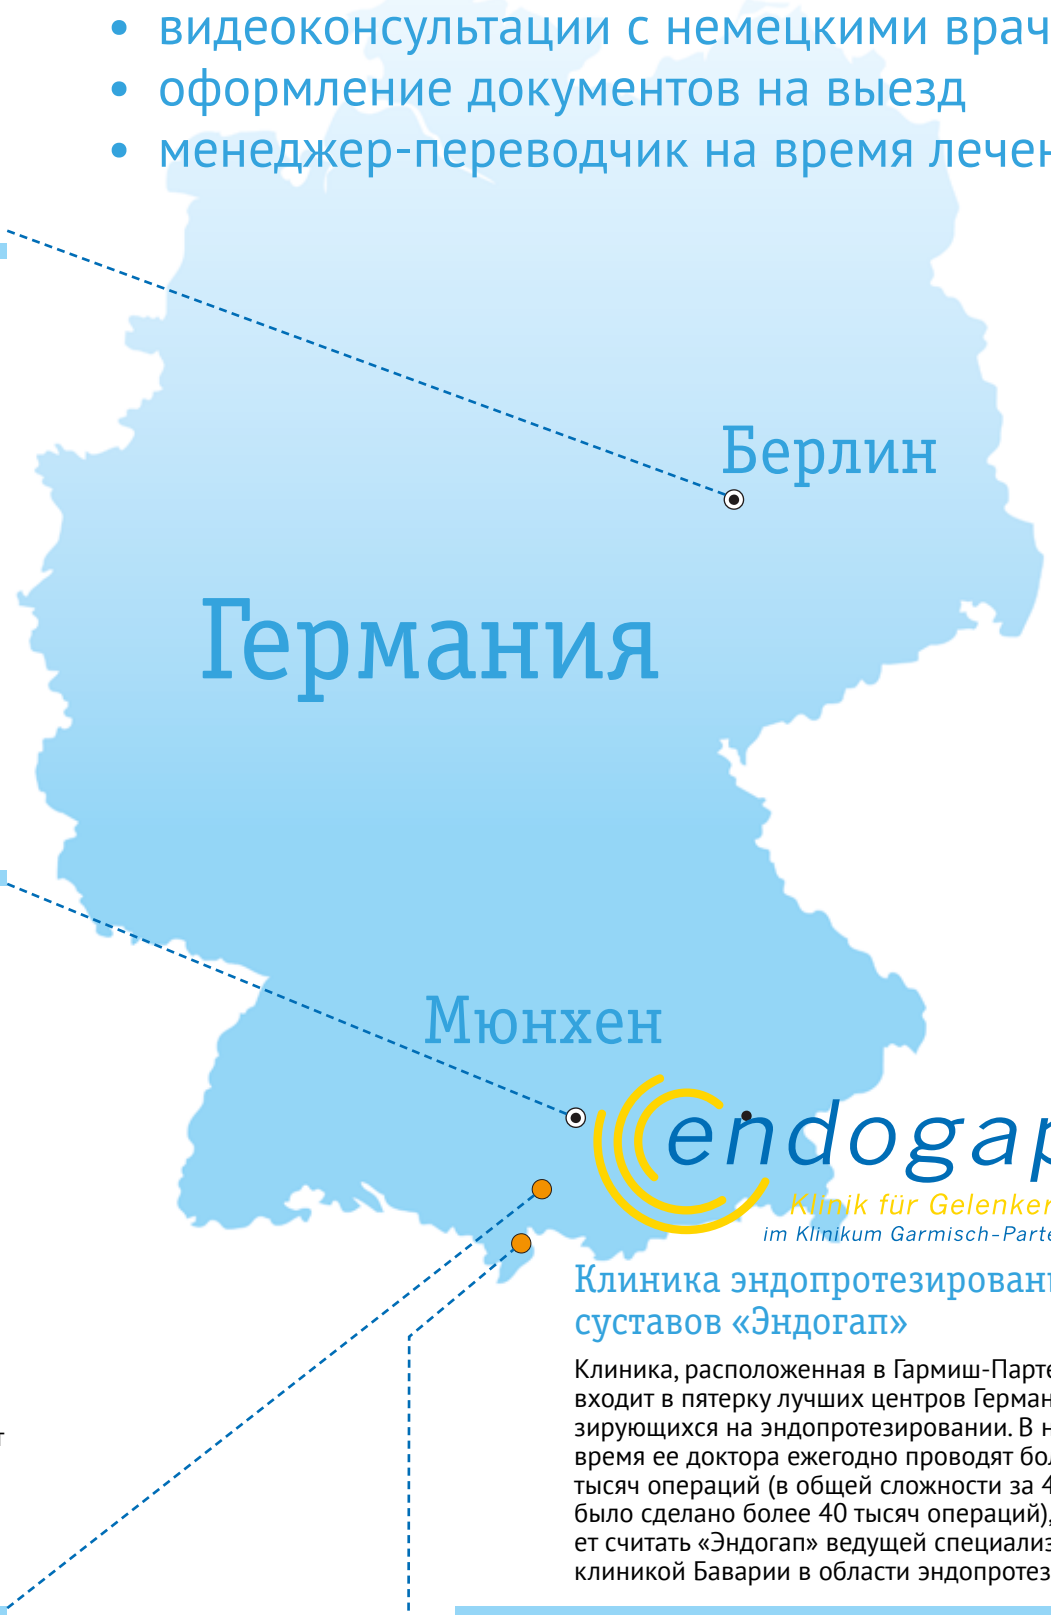 • видеоконсультации с немецкими врач
• оформление документов на выезд
• менеджер-переводчик на время лечен
Берлин
Германия
Мюнхен
endogap
Klinik für Gelenker
im Klinikum Garmisch-Parte
Клиника эндопротезирован
суставов «Эндогап»
Клиника, расположенная в Гармиш-Парте
входит в пятерку лучших центров Герман
зирующихся на эндопротезировании. В н
время ее доктора ежегодно проводят бол
тысяч операций (в общей сложности за 4
было сделано более 40 тысяч операций),
ет считать «Эндогап» ведущей специализ
клиникой Баварии в области эндопротез
т